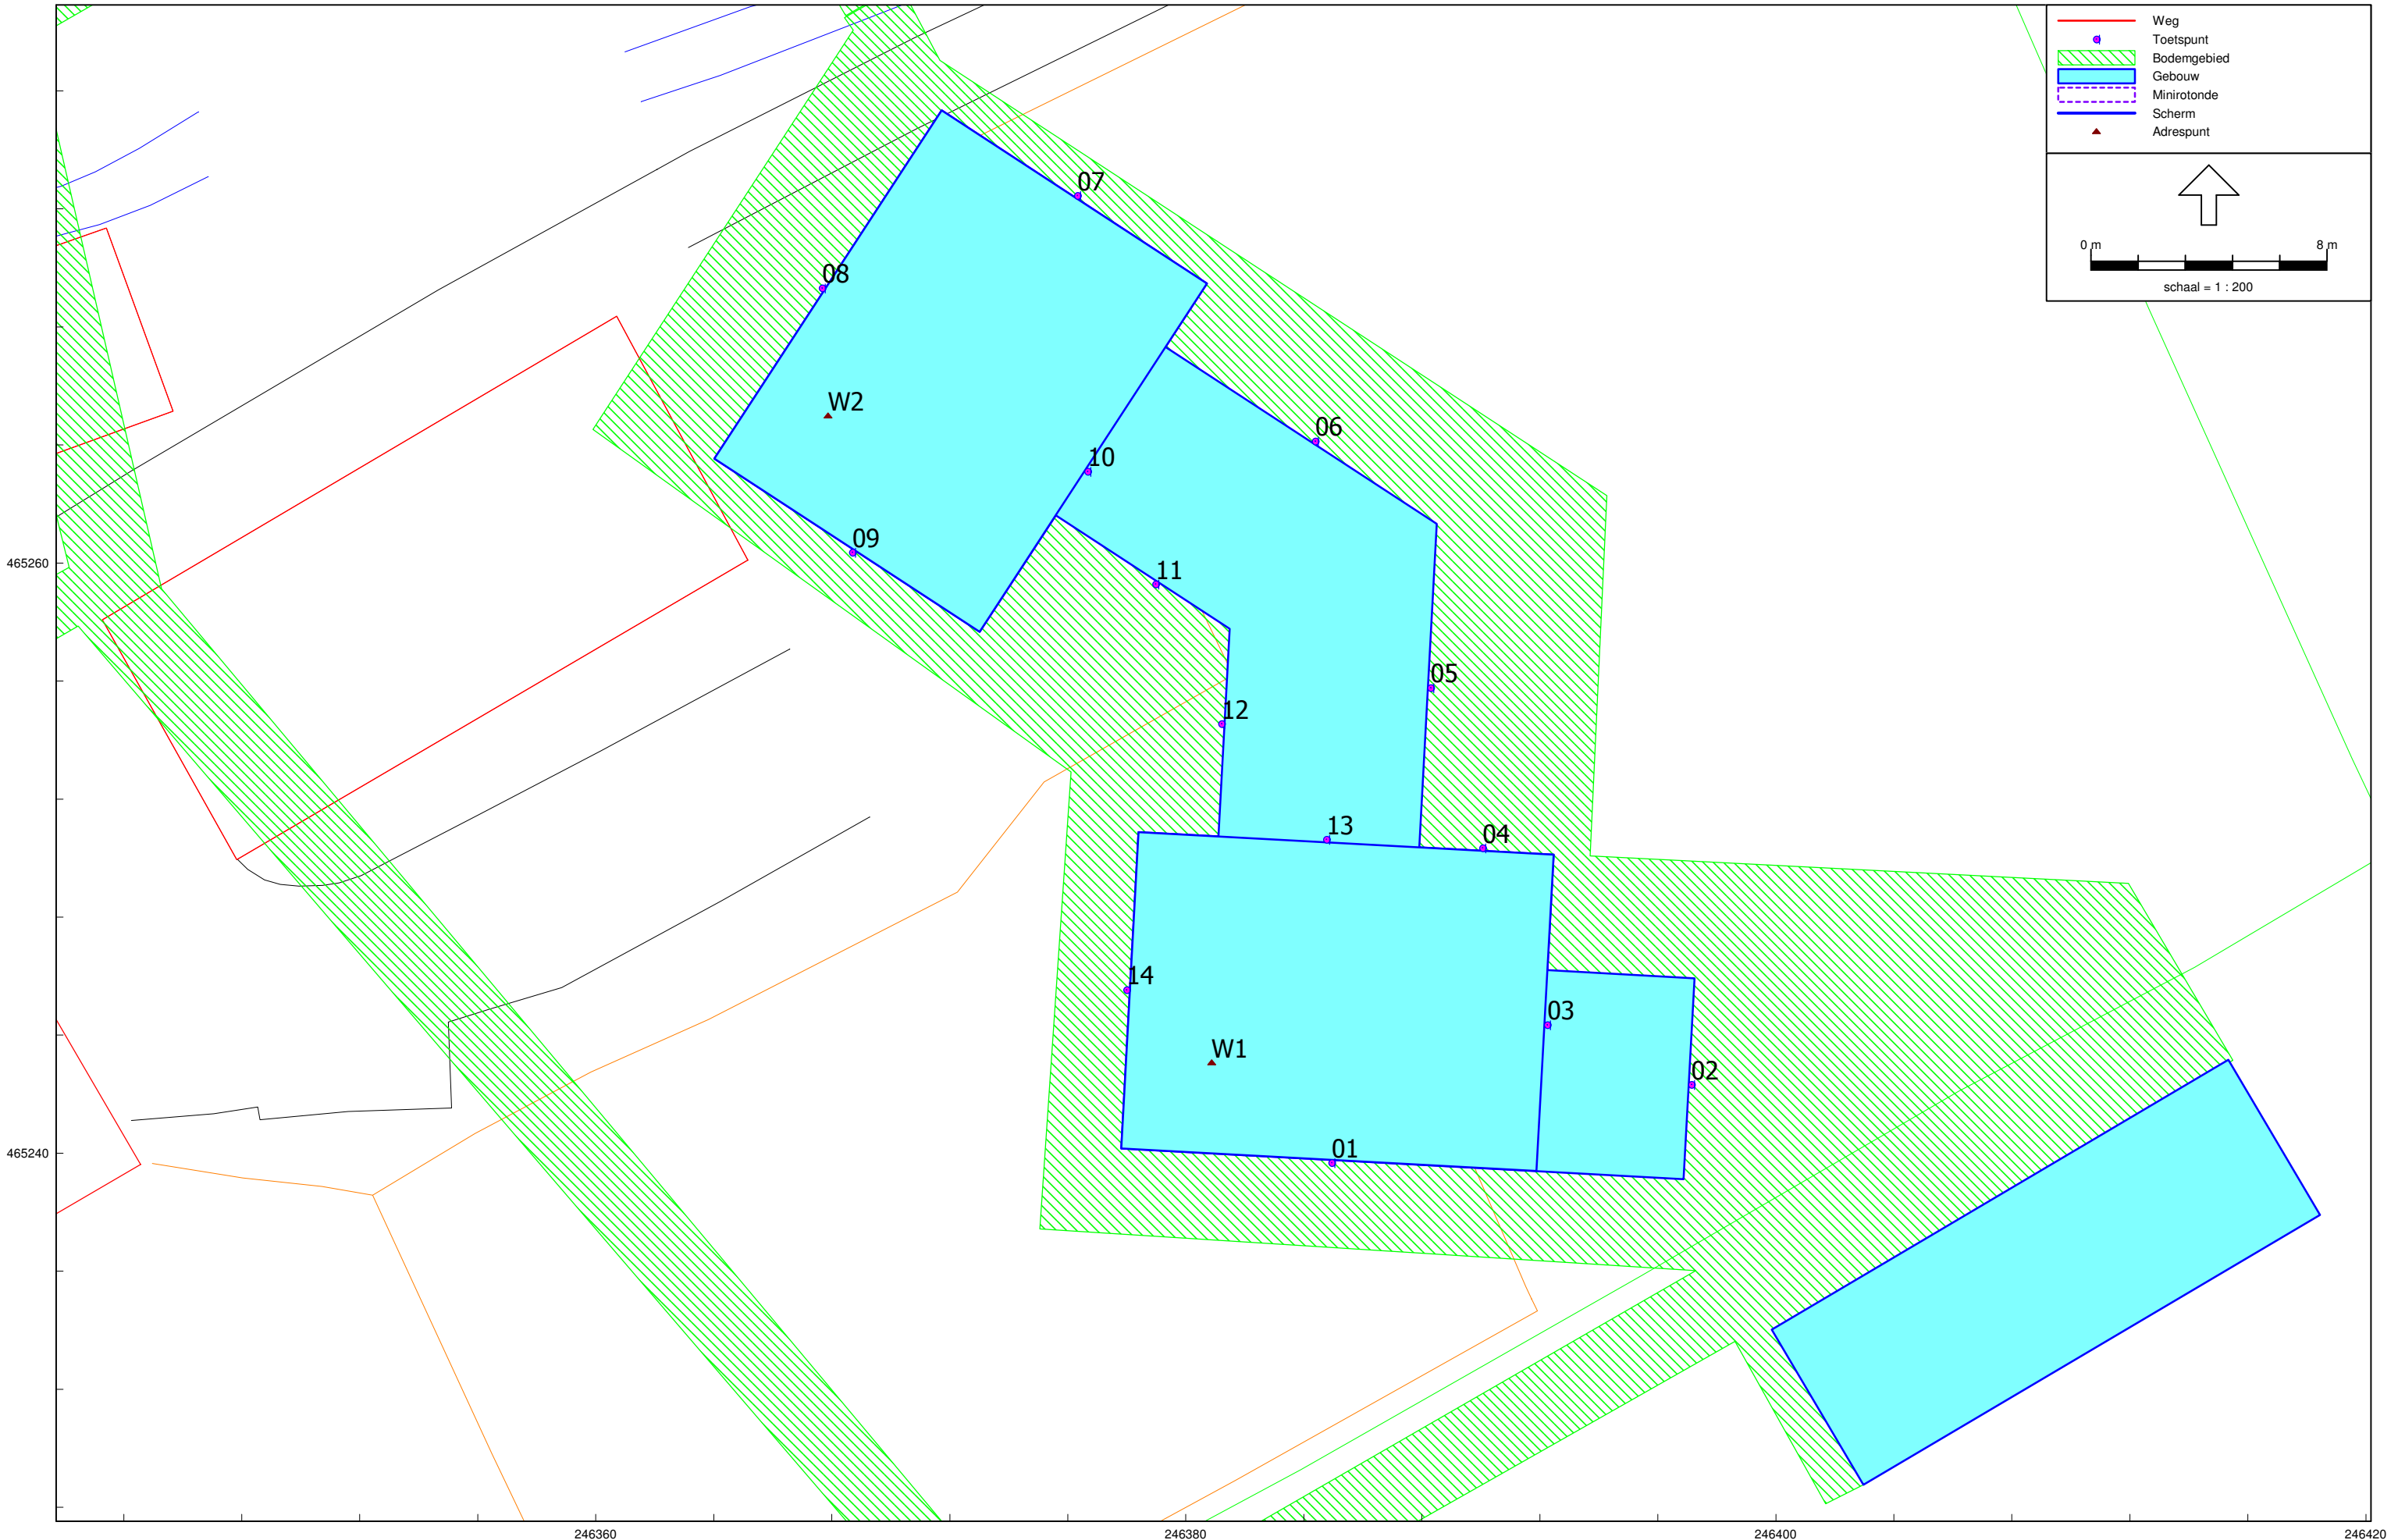 Weg
Toetspunt
Bodemgebied
Gebouw
Minirotonde
Scherm
Adrespunt
0 m 8 m
schaal = 1 : 200
07
08
W2
06
10
09
11
05
12
13
04
14
03
W1
02
01
465260
465240
246360 246380 246400 246420